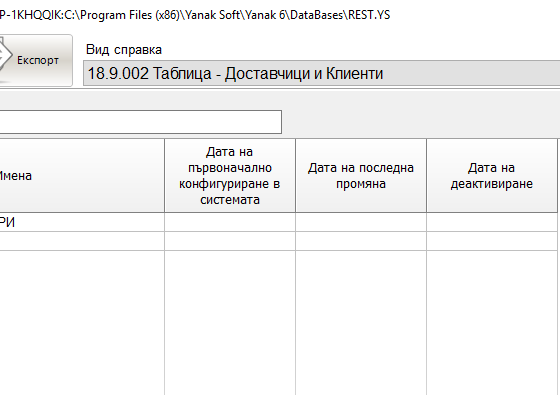 P-1KHQQIK:C:\Program Files (x86)\Yanak Soft\Yanak 6\DataBases\REST.YS
Вид справка
Експорт
18.9.002 Таблица - Доставчици и Клиенти
Имена
Дата на
първоначално
конфигуриране в
системата
Дата на последна
промяна
Дата на
деактивиране
РИ